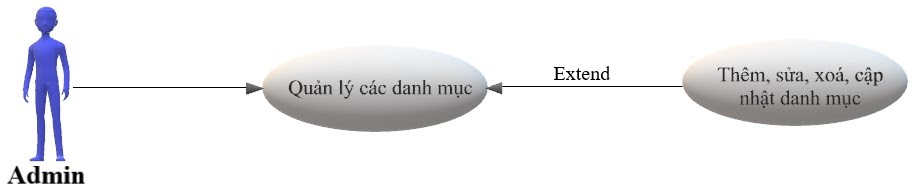 Admin
Quản lý các danh mục
Extend
Thêm, sửa, xoá, cập
nhật danh mục